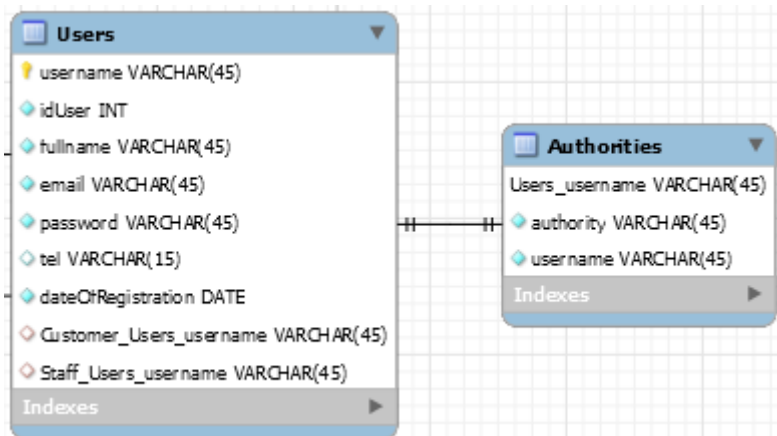 Users
username VARCHAR(45)
idUser INT
fullname VARCHAR(45)
email VARCHAR(45)
password VARCHAR(45)
tel VARCHAR(15)
dateOfRegistration DATE
Customer_Users_username VARCHAR(45)
Staff_Users_username VARCHAR(45)
Indexes
Authorities
Users_username VARCHAR(45)
authority VARCHAR(45)
username VARCHAR(45)
Indexes